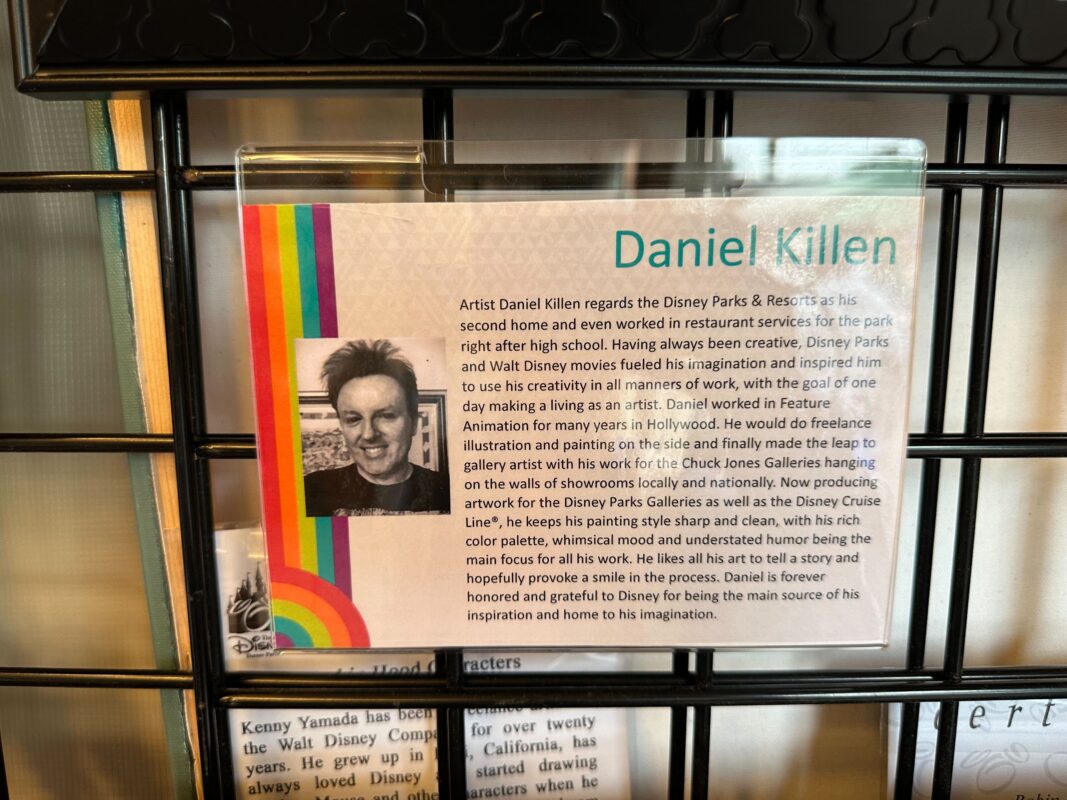 Daniel Killen
Artist Daniel Killen regards the Disney Parks & Resorts as his
second home and even worked in restaurant services for the park
right after high school. Having always been creative, Disney Parks
and Walt Disney movies fueled his imagination and inspired him
to use his creativity in all manners of work, with the goal of one
day making a living as an artist. Daniel worked in Feature
Animation for many years in Hollywood. He would do freelance
illustration and painting on the side and finally made the leap to
gallery artist with his work for the Chuck Jones Galleries hanging
on the walls of showrooms locally and nationally. Now producing
artwork for the Disney Parks Galleries as well as the Disney Cruise
Line®, he keeps his painting style sharp and clean, with his rich
color palette, whimsical mood and understated humor being the
main focus for all his work. He likes all his art to tell a story and
hopefully provoke a smile in the process. Daniel is forever
honored and grateful to Disney for being the main source of his
inspiration and home to his imagination.
Hood
Kenny Yamada has been for over twenty
the Walt Disney California, has
years. He grew up in started drawing
always loved Disney characters when he
Mouse and